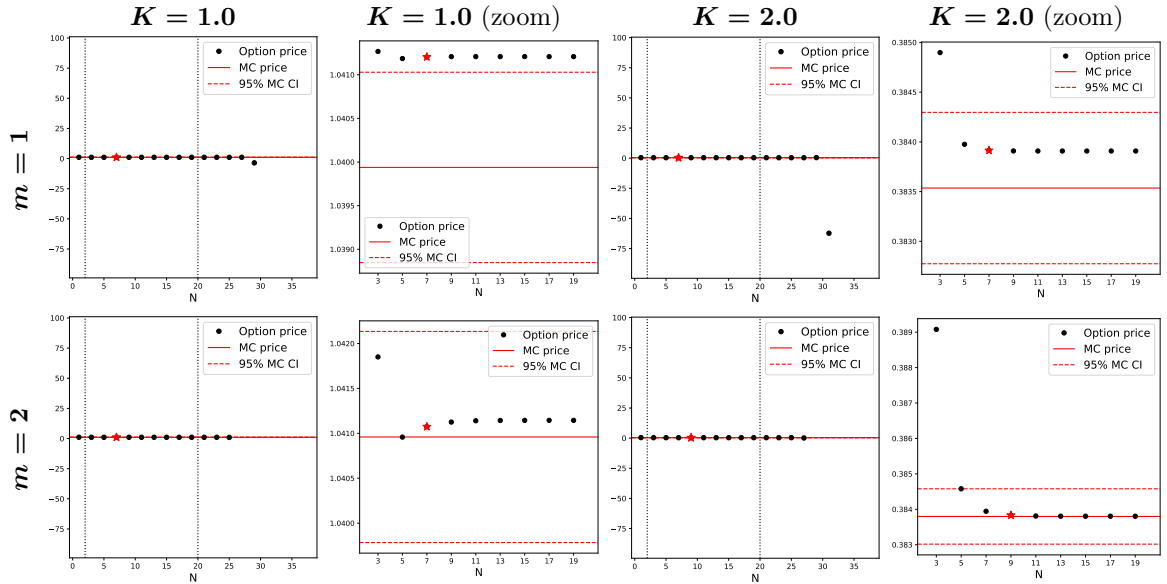 K = 1.0
K = 1.0 (zoom)
K = 2.0
K = 2.0 (zoom)
m = 1
100
75
50
25
0
−25
−50
−75
0 5 10 15 20 25 30 35
N
Option price
MC price
95% MC CI
1.0410
1.0400
1.0395
1.0390
3 5 7 9 11 13 15 17 19
N
Option price
MC price
95% MC CI
100
75
50
25
0
−25
−50
−75
0 5 10 15 20 25 30 35
N
Option price
MC price
95% MC CI
0.3850
0.3845
0.3840
0.3835
0.3830
3 5 7 9 11 13 15 17 19
N
Option price
MC price
95% MC CI
m = 2
100
75
50
25
0
−25
−50
−75
0 5 10 15 20 25 30 35
N
Option price
MC price
95% MC CI
1.0420
1.0415
1.0410
1.0405
1.0400
3 5 7 9 11 13 15 17 19
N
Option price
MC price
95% MC CI
100
75
50
25
0
−25
−50
−75
0 5 10 15 20 25 30 35
N
Option price
MC price
95% MC CI
0.389
0.388
0.387
0.386
0.385
0.384
0.383
3 5 7 9 11 13 15 17 19
N
Option price
MC price
95% MC CI